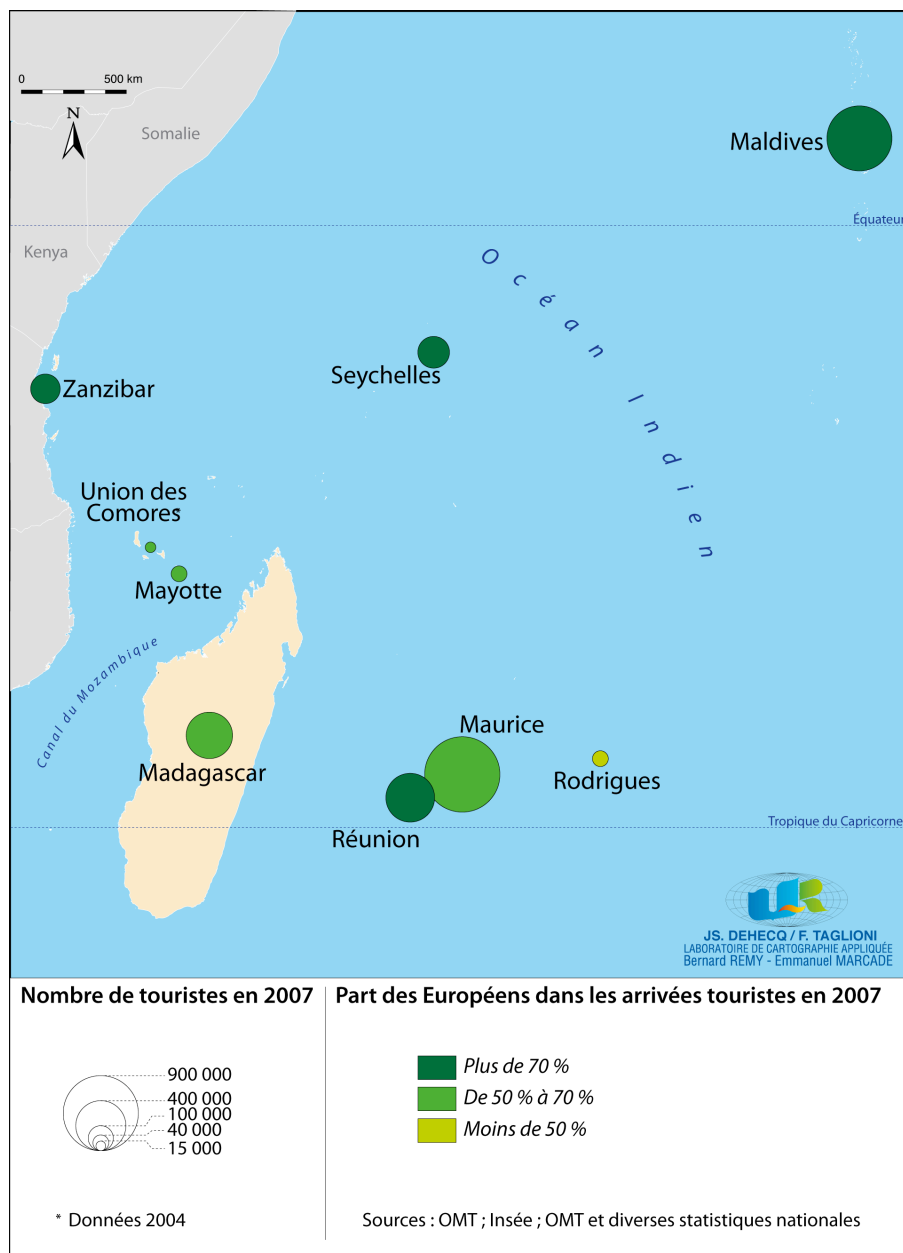 0 500 km
N
Somalie
Maldives
Équateur
Kenya
Océan Indien
Seychelles
Zanzibar
Union des
Comores*
Mayotte
Canal du Mozambique
Maurice
Madagascar
Rodrigues
Réunion
Tropique du Capricorne
UR
JS. DEHECQ / F. TAGLIONI
LABORATOIRE DE CARTOGRAPHIE APPLIQUÉE
Bernard REMY - Emmanuel MARCADE
Nombre de touristes en 2007
900 000
400 000
100 000
40 000
15 000
* Données 2004
Part des Européens dans les arrivées touristes en 2007
Plus de 70 %
De 50 % à 70 %
Moins de 50 %
Sources : OMT ; Insée ; OMT et diverses statistiques nationales